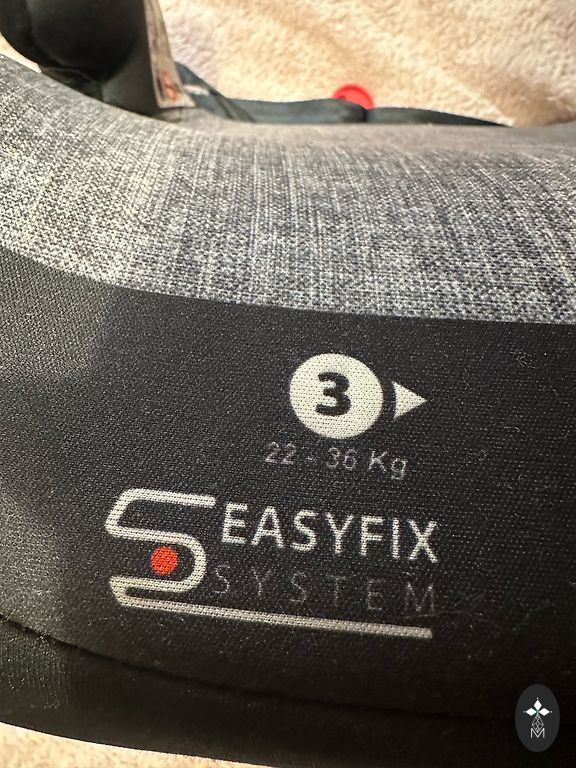 3
22 - 36 Kg
EASYFIX
SYSTEM